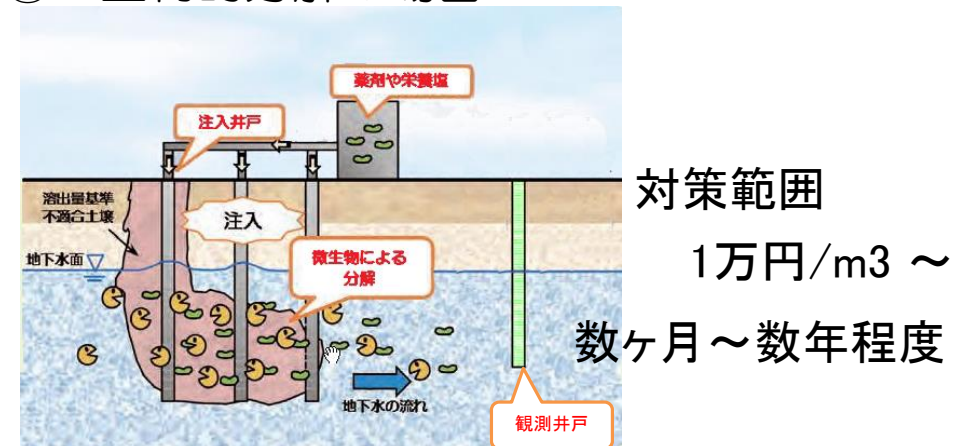 薬剤や栄養塩
注入井戸
溶出量基準
不適合土壌
注入
地下水面
微生物による
分解
地下水の流れ
観測井戸
対策範囲
1万円/m3 ～
数ヶ月～数年程度